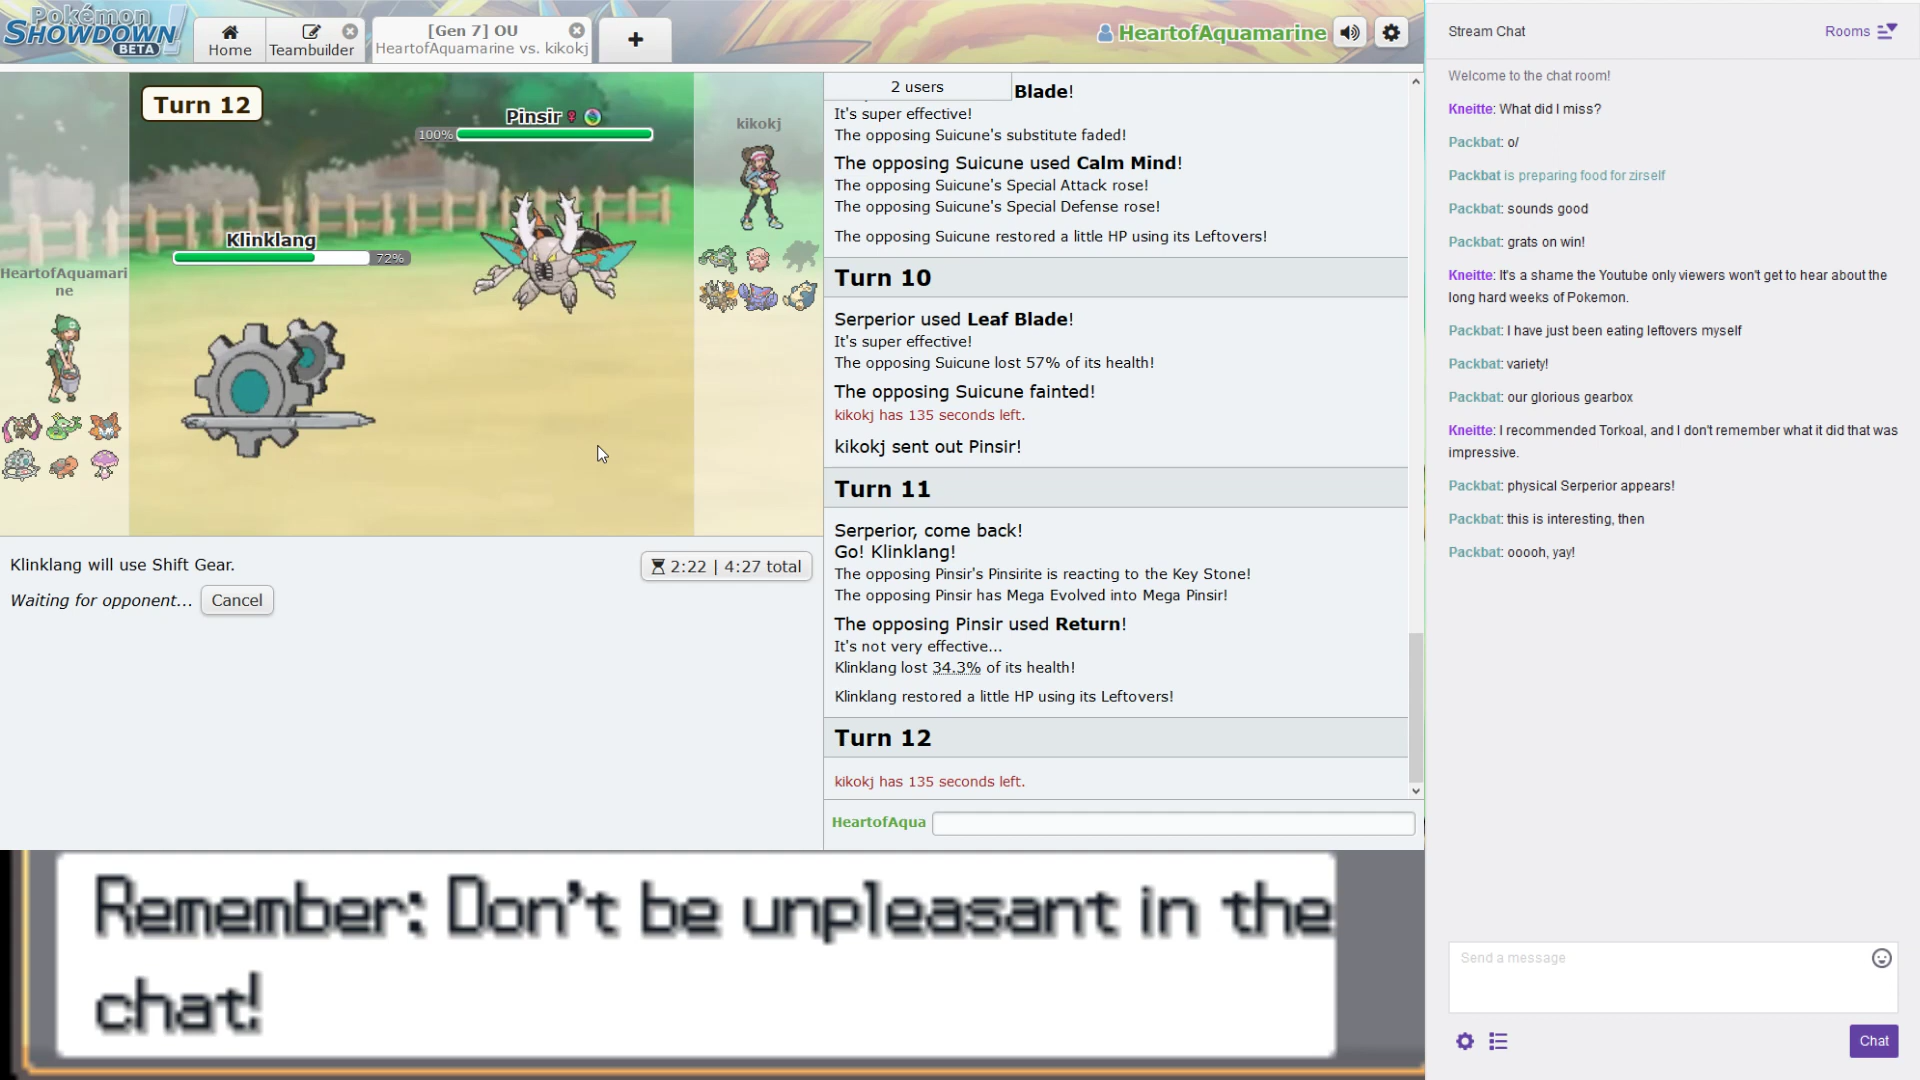 Pokémon
SHOWDOWN!
BETA
Home
Teambuilder
[Gen 7] OU
HeartofAquamarine vs. kikokj
HeartofAquamarine
Turn 12
Pinsir
100%
Klinklang
72%
HeartofAquamari
ne
kikokj
Klinklang will use Shift Gear.
2:22 | 4:27 total
Waiting for opponent...
Cancel
2 users
Blade!
It's super effective!
The opposing Suicune's substitute faded!
The opposing Suicune used Calm Mind!
The opposing Suicune's Special Attack rose!
The opposing Suicune's Special Defense rose!
The opposing Suicune restored a little HP using its Leftovers!
Turn 10
Serperior used Leaf Blade!
It's super effective!
The opposing Suicune lost 57% of its health!
The opposing Suicune fainted!
kikokj has 135 seconds left.
kikokj sent out Pinsir!
Turn 11
Serperior, come back!
Go! Klinklang!
The opposing Pinsir's Pinsirite is reacting to the Key Stone!
The opposing Pinsir has Mega Evolved into Mega Pinsir!
The opposing Pinsir used Return!
It's not very effective...
Klinklang lost 34.3% of its health!
Klinklang restored a little HP using its Leftovers!
Turn 12
kikokj has 135 seconds left.
HeartofAqua
Stream Chat
Rooms
Welcome to the chat room!
Kneitte: What did I miss?
Packbat: o/
Packbat is preparing food for zirself
Packbat: sounds good
Packbat: grats on win!
Kneitte: It's a shame the Youtube only viewers won't get to hear about the
long hard weeks of Pokemon.
Packbat: I have just been eating leftovers myself
Packbat: variety!
Packbat: our glorious gearbox
Kneitte: I recommended Torkoal, and I don't remember what it did that was
impressive.
Packbat: physical Serperior appears!
Packbat: this is interesting, then
Packbat: ooooh, yay!
Send a message
Chat
Remember: Don't be unpleasant in the
chat!